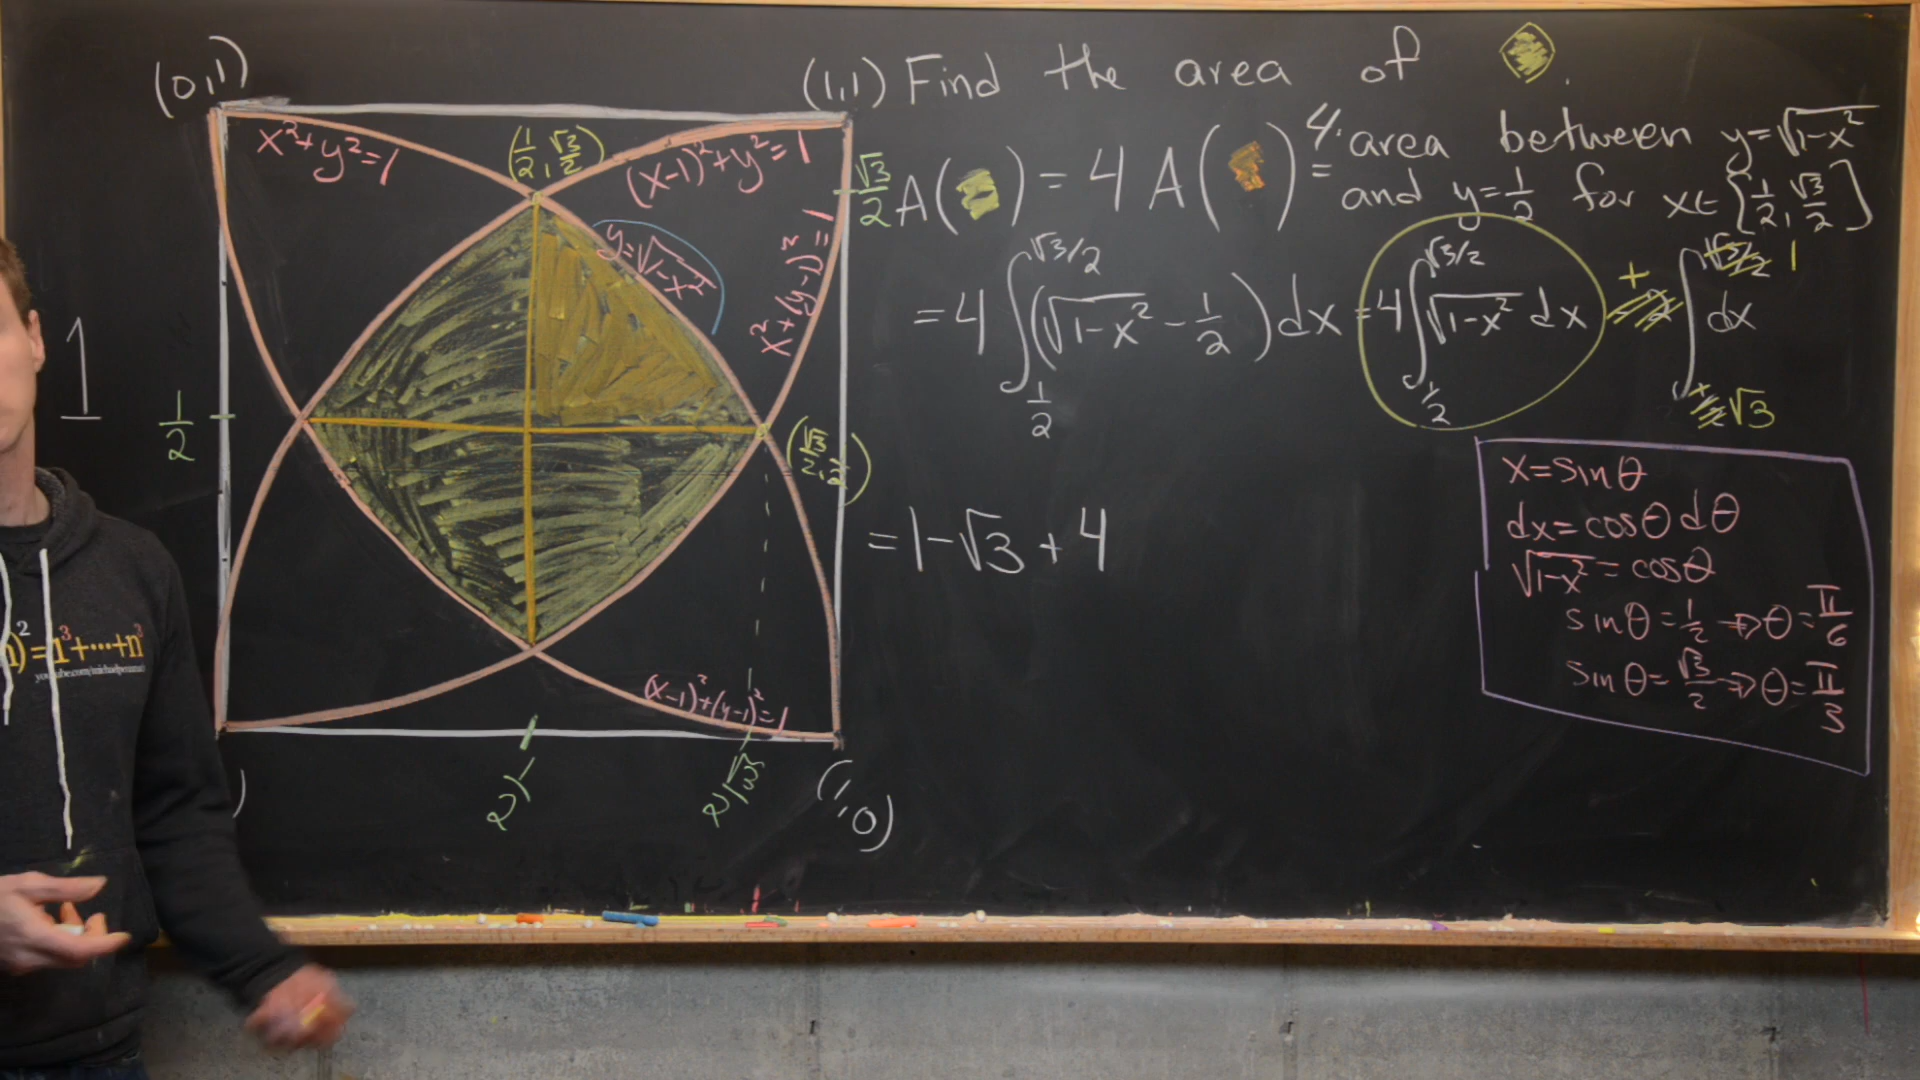 (0,1)
(1,1) Find the area of .
x²+y²=1
(1/2, √3/2)
(x-1)²+y²=1
√3/2
A( ) = 4 A( ) = 4· area between y=√(1-x²)
and y=1/2 for x∈[1/2, √3/2]
y=√(1-x²)
x²+(y-1)²=1
= 4 ∫_{1/2}^{√3/2} (√(1-x²) - 1/2) dx = 4 ∫_{1/2}^{√3/2} √(1-x²) dx + ∫_{√3}^{1} dx
1
1/2
(√3/2, 1/2)
= 1-√3 + 4
x=sinθ
dx=cosθ dθ
√(1-x²)=cosθ
sinθ=1/2 ⇒ θ=π/6
sinθ=√3/2 ⇒ θ=π/3
(x-1)²+(y-1)²=1
1/2
√3/2
(1,0)
)
n)²=1³+···+n³